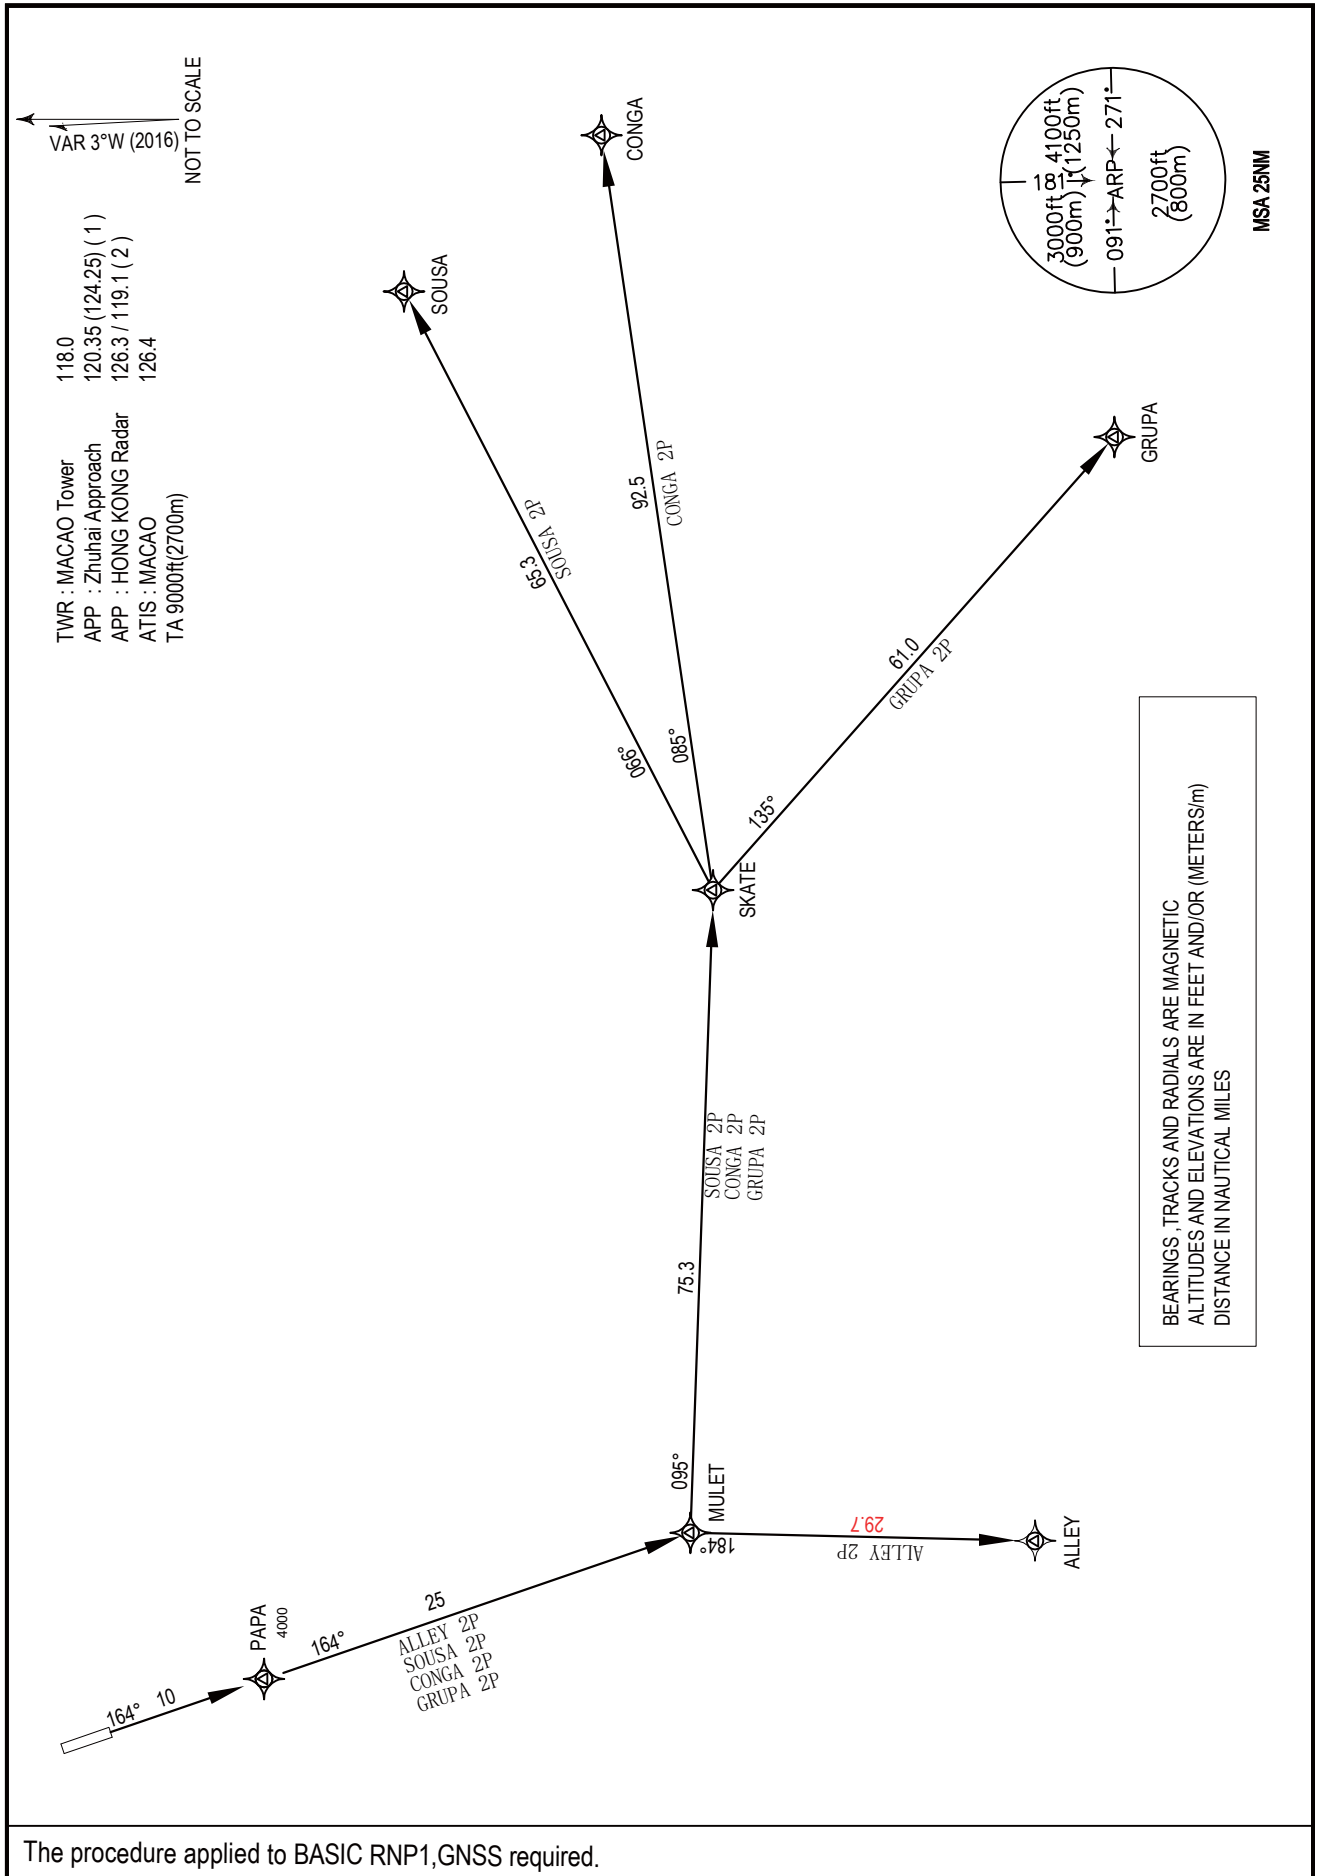 VAR 3°W (2016)
NOT TO SCALE
TWR : MACAO Tower 118.0
APP : Zhuhai Approach 120.35 (124.25) ( 1 )
APP : HONG KONG Radar 126.3 / 119.1 ( 2 )
ATIS : MACAO 126.4
TA 9000ft(2700m)
164° 10
PAPA
4000
164°
25
ALLEY 2P
SOUSA 2P
CONGA 2P
GRUPA 2P
MULET
184°
29.7
ALLEY 2P
ALLEY
095°
75.3
SOUSA 2P
CONGA 2P
GRUPA 2P
SKATE
066°
65.3
SOUSA 2P
SOUSA
085°
92.5
CONGA 2P
CONGA
135°
61.0
GRUPA 2P
GRUPA
181°
3000ft
(900m)
4100ft
(1250m)
091° ARP 271°
2700ft
(800m)
MSA 25NM
BEARINGS ,TRACKS AND RADIALS ARE MAGNETIC
ALTITUDES AND ELEVATIONS ARE IN FEET AND/OR (METERS/m)
DISTANCE IN NAUTICAL MILES
The procedure applied to BASIC RNP1,GNSS required.